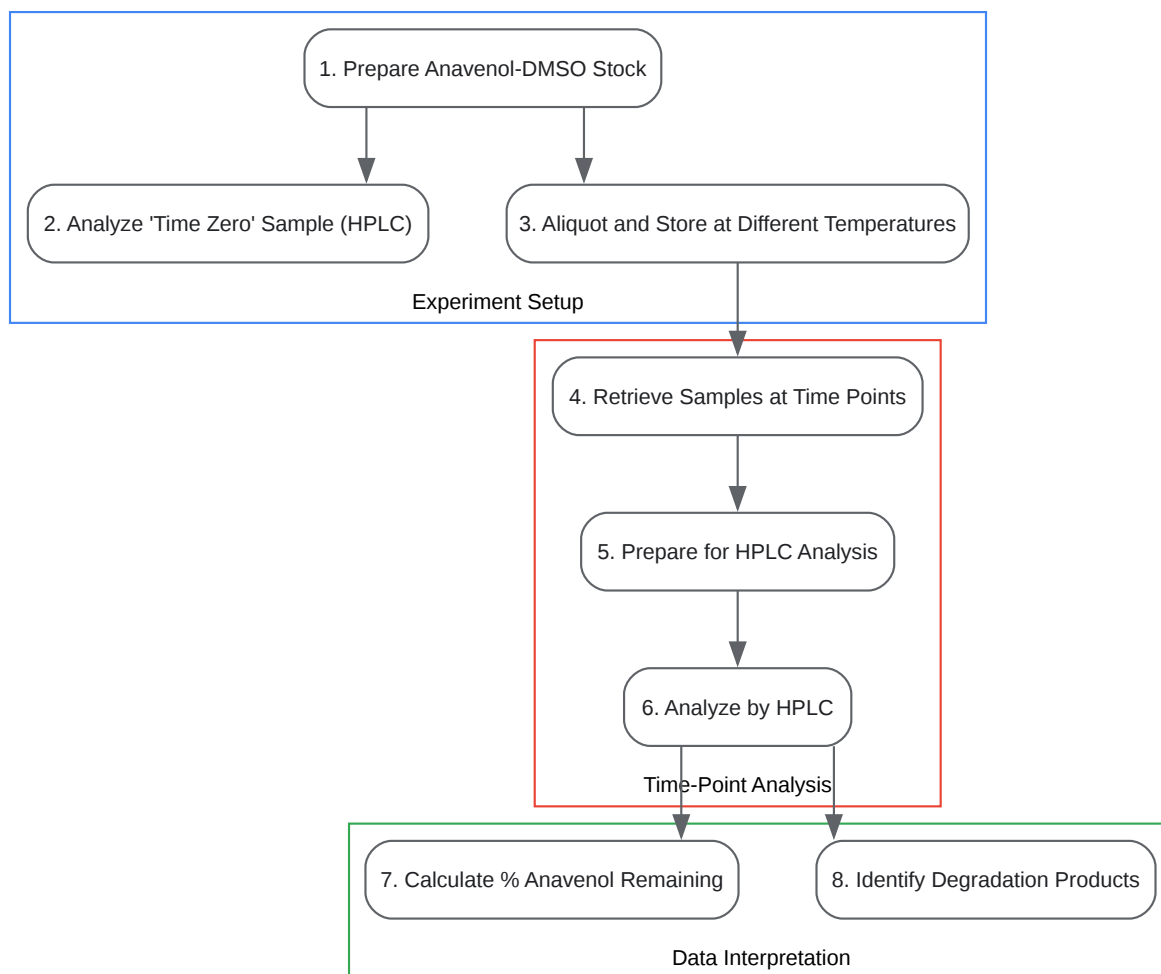 1. Prepare Anavenol-DMSO Stock
2. Analyze 'Time Zero' Sample (HPLC)
3. Aliquot and Store at Different Temperatures
Experiment Setup
4. Retrieve Samples at Time Points
5. Prepare for HPLC Analysis
6. Analyze by HPLC
Time-Point Analysis
7. Calculate % Anavenol Remaining
8. Identify Degradation Products
Data Interpretation